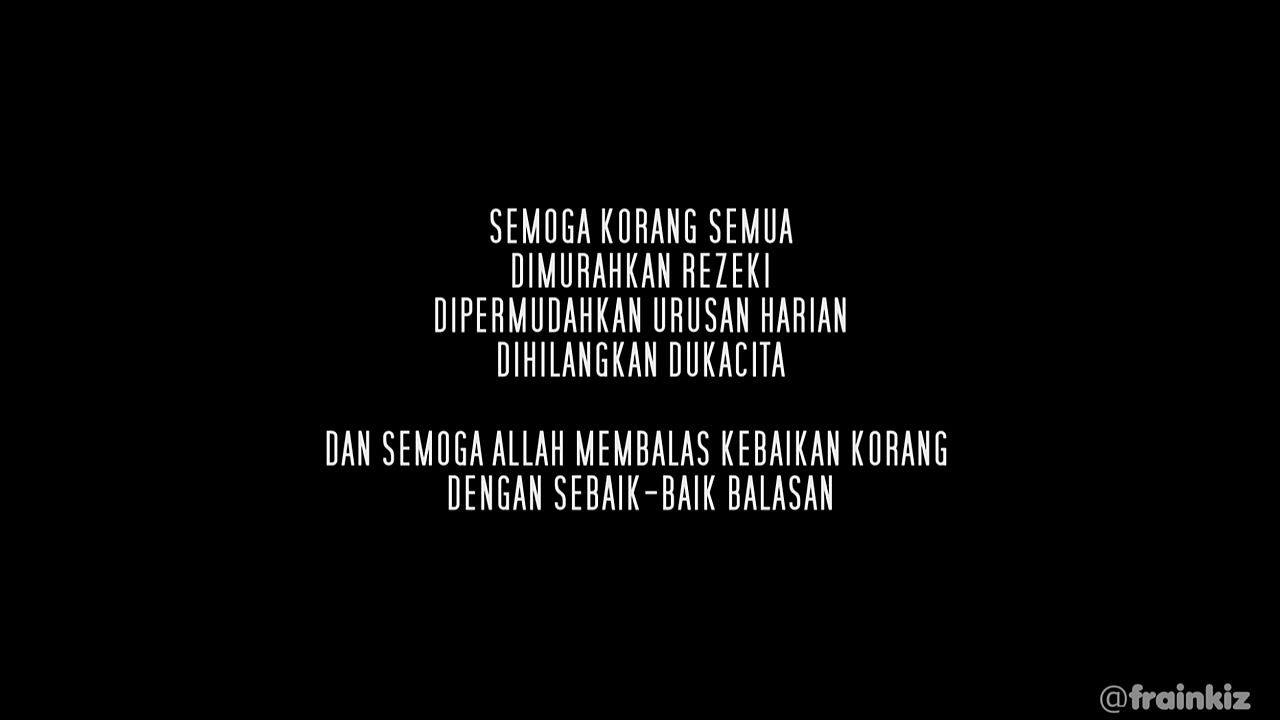 SEMOGA KORANG SEMUA
DIMURAHKAN REZEKI
DIPERMUDAHKAN URUSAN HARIAN
DIHILANGKAN DUKACITA
DAN SEMOGA ALLAH MEMBALAS KEBAIKAN KORANG
DENGAN SEBAIK-BAIK BALASAN
@frainkiz